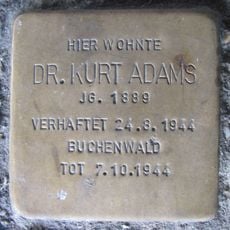 HIER WOHNTE
DR. KURT ADAMS
JG. 1889
VERHAFTET 24.8.1944
BUCHENWALD
TOT 7.10.1944